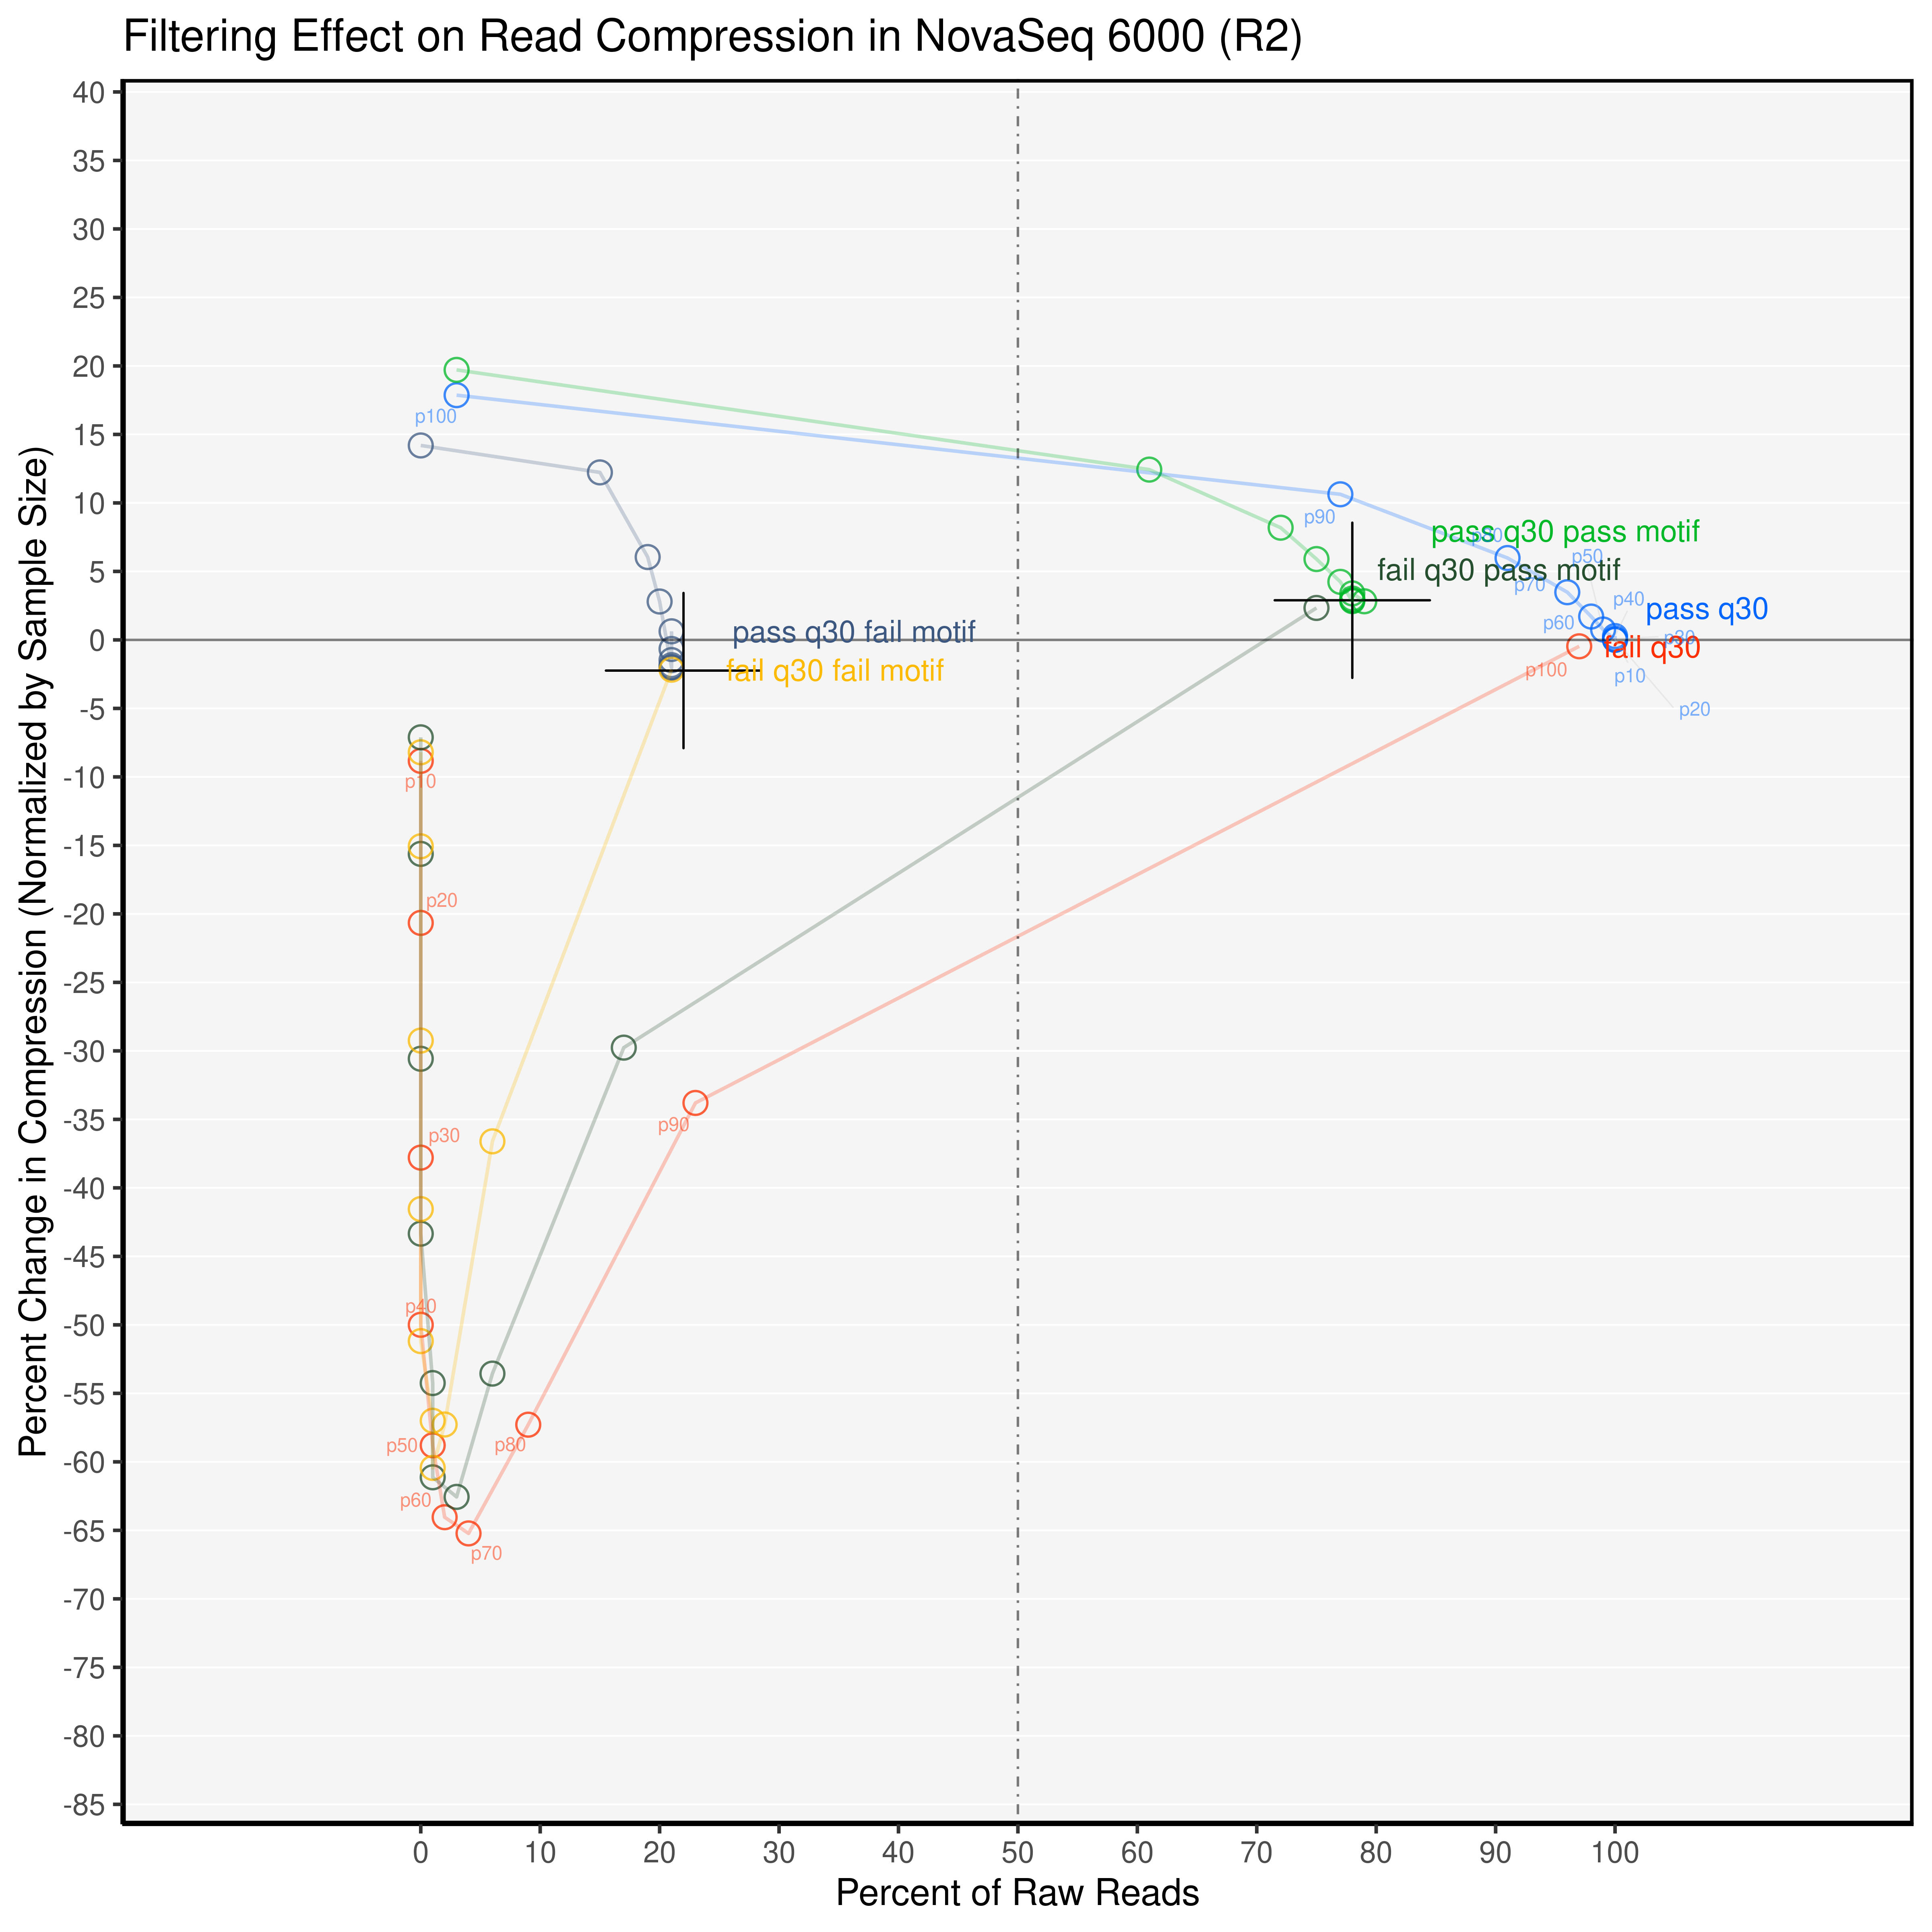 Filtering Effect on Read Compression in NovaSeq 6000 (R2)
Percent Change in Compression (Normalized by Sample Size)
40
35
30
25
20
15
10
5
0
-5
-10
-15
-20
-25
-30
-35
-40
-45
-50
-55
-60
-65
-70
-75
-80
-85
p100
p90
p80
pass q30 pass motif
p50
fail q30 pass motif
p70
p40
pass q30
p60
pass q30 fail motif
p30
fail q30
fail q30 fail motif
p100
p10
p20
p10
p20
p30
p90
p40
p50
p80
p60
p70
0 10 20 30 40 50 60 70 80 90 100
Percent of Raw Reads